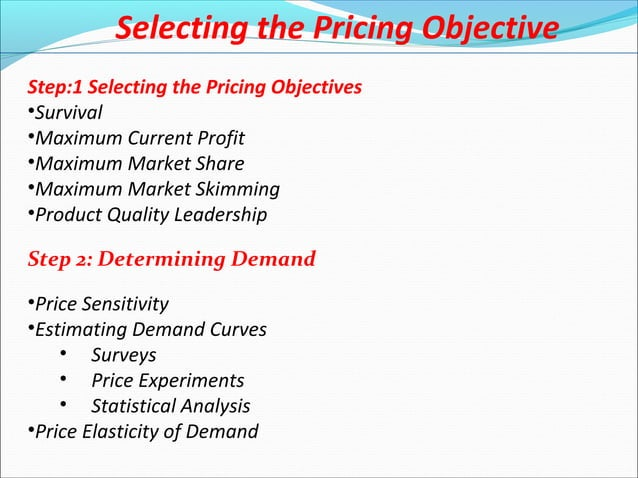 Selecting the Pricing Objective
Step:1 Selecting the Pricing Objectives
•Survival
•Maximum Current Profit
•Maximum Market Share
•Maximum Market Skimming
•Product Quality Leadership
Step 2: Determining Demand
•Price Sensitivity
•Estimating Demand Curves
• Surveys
• Price Experiments
• Statistical Analysis
•Price Elasticity of Demand